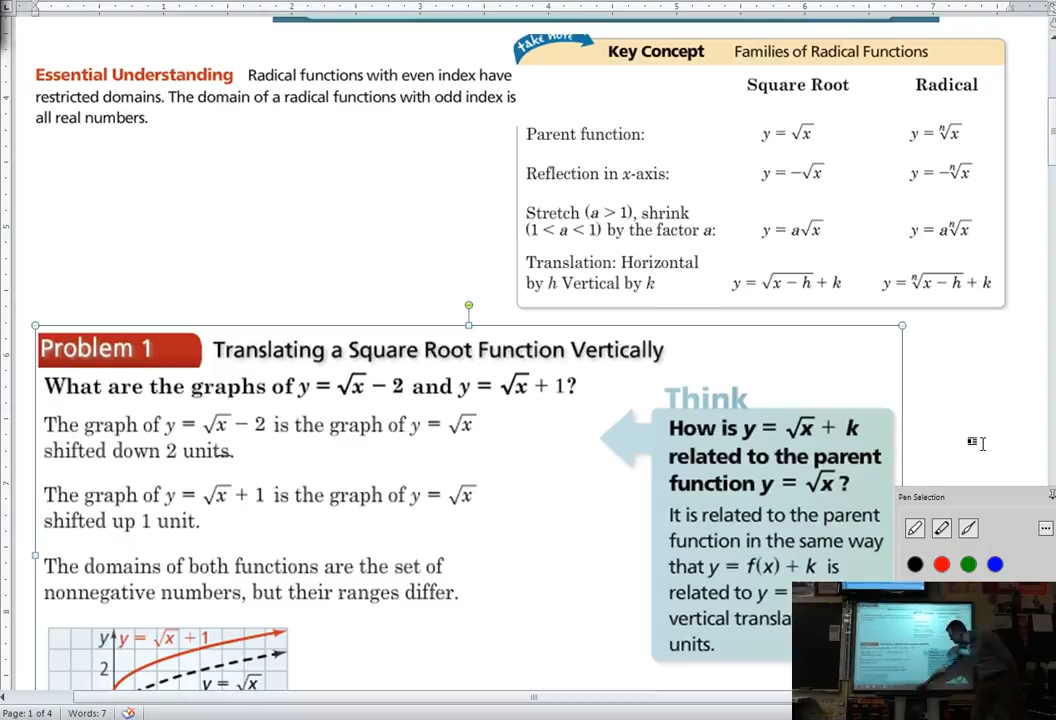 1 2 3 4 5 6 7
take note
Key Concept Families of Radical Functions
Essential Understanding Radical functions with even index have
restricted domains. The domain of a radical functions with odd index is
all real numbers.
Square Root Radical
Parent function: y = √x y = ⁿ√x
Reflection in x-axis: y = −√x y = −ⁿ√x
Stretch (a > 1), shrink
(1 < a < 1) by the factor a: y = a√x y = aⁿ√x
Translation: Horizontal
by h Vertical by k y = √(x − h) + k y = ⁿ√(x − h) + k
Problem 1 Translating a Square Root Function Vertically
What are the graphs of y = √x − 2 and y = √x + 1?
The graph of y = √x − 2 is the graph of y = √x
shifted down 2 units.
The graph of y = √x + 1 is the graph of y = √x
shifted up 1 unit.
The domains of both functions are the set of
nonnegative numbers, but their ranges differ.
y y = √x + 1
2
y = √x
Think
How is y = √x + k
related to the parent
function y = √x?
It is related to the parent
function in the same way
that y = f(x) + k is
related to y =
vertical
units.
Pen Selection
Page: 1 of 4 Words: 7